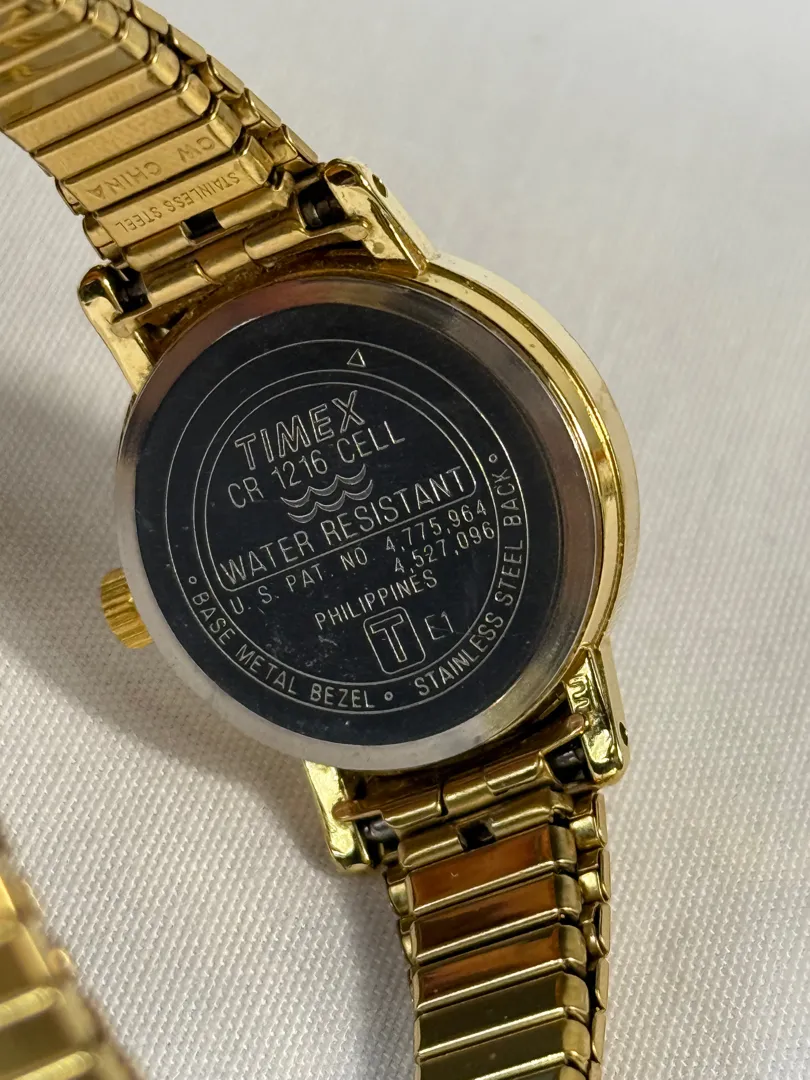 CW CHINA
STAINLESS STEEL
TIMEX
CR 1216 CELL
WATER RESISTANT
U. S. PAT. NO. 4,775,964
4,527,096
PHILIPPINES
T E1
BASE METAL BEZEL
STAINLESS STEEL BACK